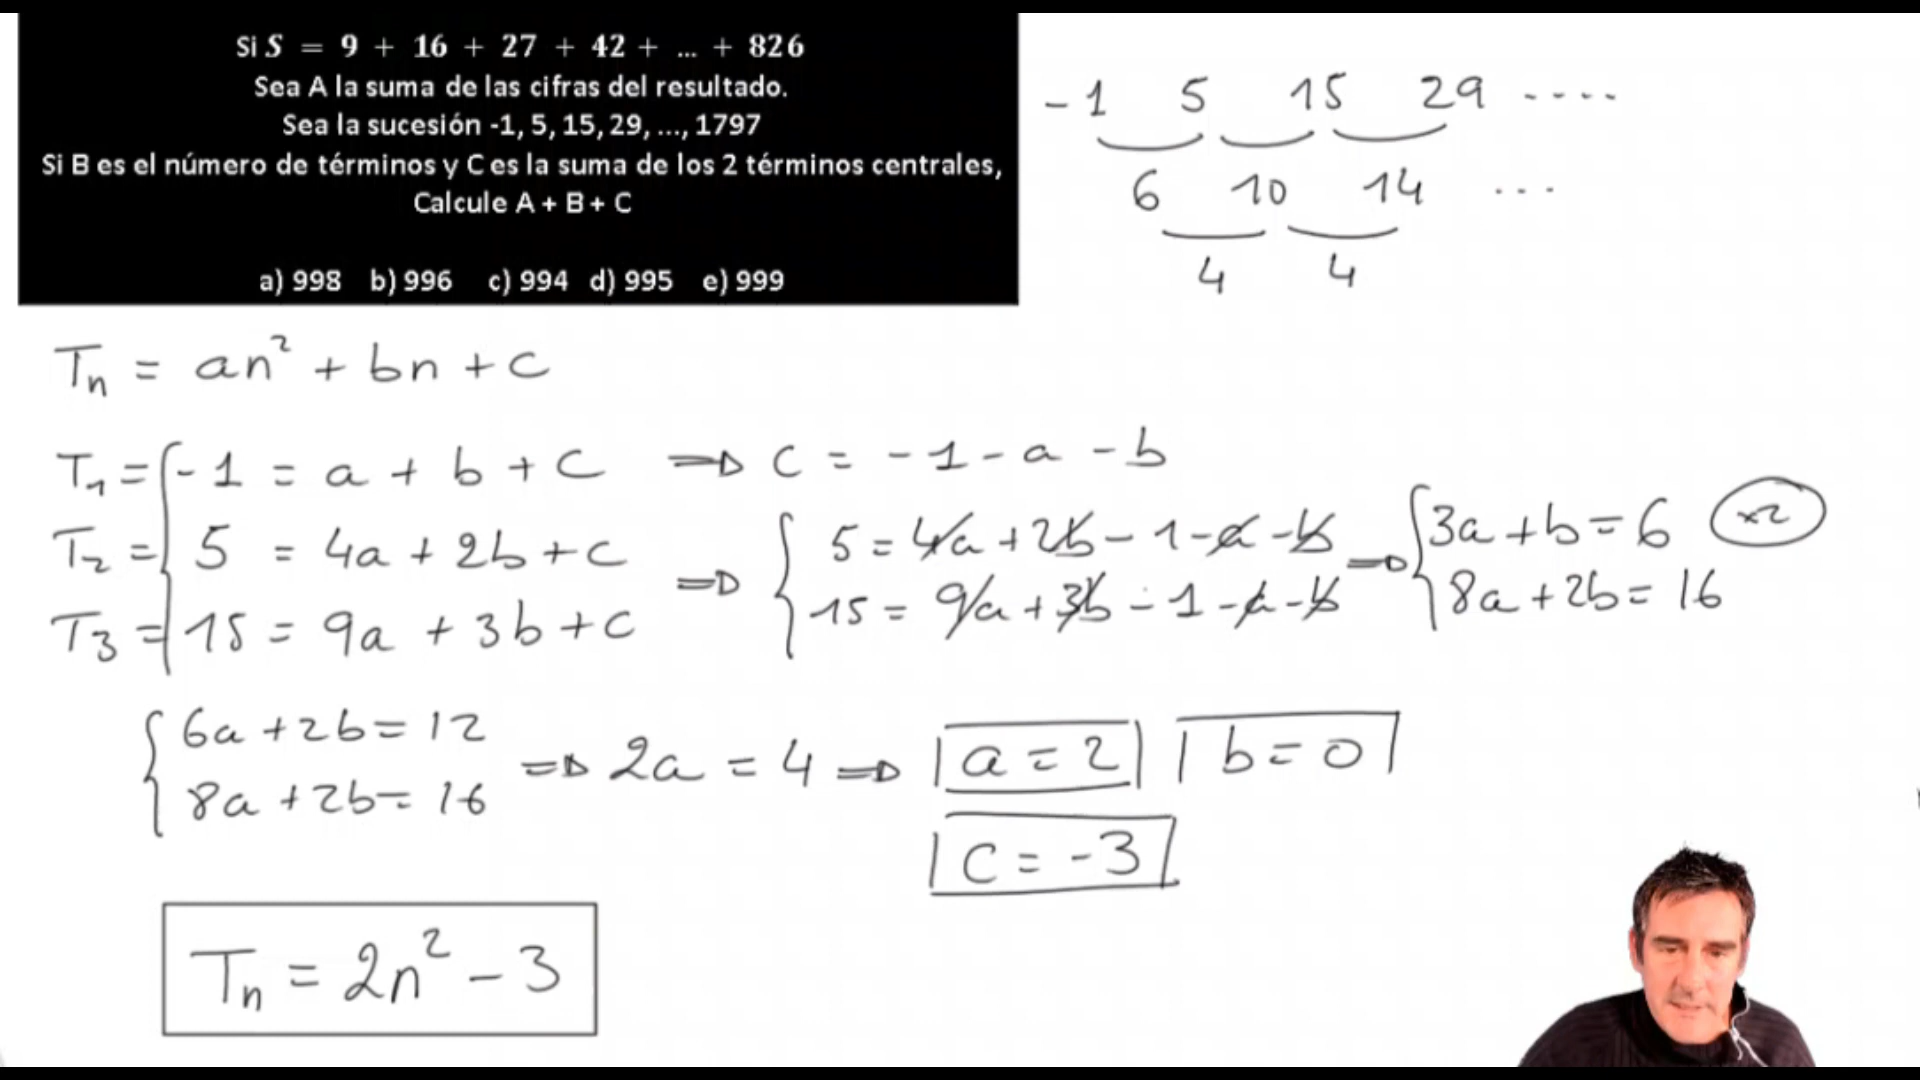 Si S = 9 + 16 + 27 + 42 + ... + 826
Sea A la suma de las cifras del resultado.
Sea la sucesión -1, 5, 15, 29, ..., 1797
Si B es el número de términos y C es la suma de los 2 términos centrales,
Calcule A + B + C
a) 998 b) 996 c) 994 d) 995 e) 999
-1 5 15 29 ....
6 10 14 ...
4 4
Tn = an² + bn + c
T1 = -1 = a + b + c ⇒ c = -1 - a - b
T2 = 5 = 4a + 2b + c
T3 = 15 = 9a + 3b + c
⇒ 5 = 4a + 2b - 1 - a - b
15 = 9a + 3b - 1 - a - b
⇒ 3a + b = 6 x2
8a + 2b = 16
6a + 2b = 12
8a + 2b = 16
⇒ 2a = 4 ⇒ a = 2 b = 0
c = -3
Tn = 2n² - 3